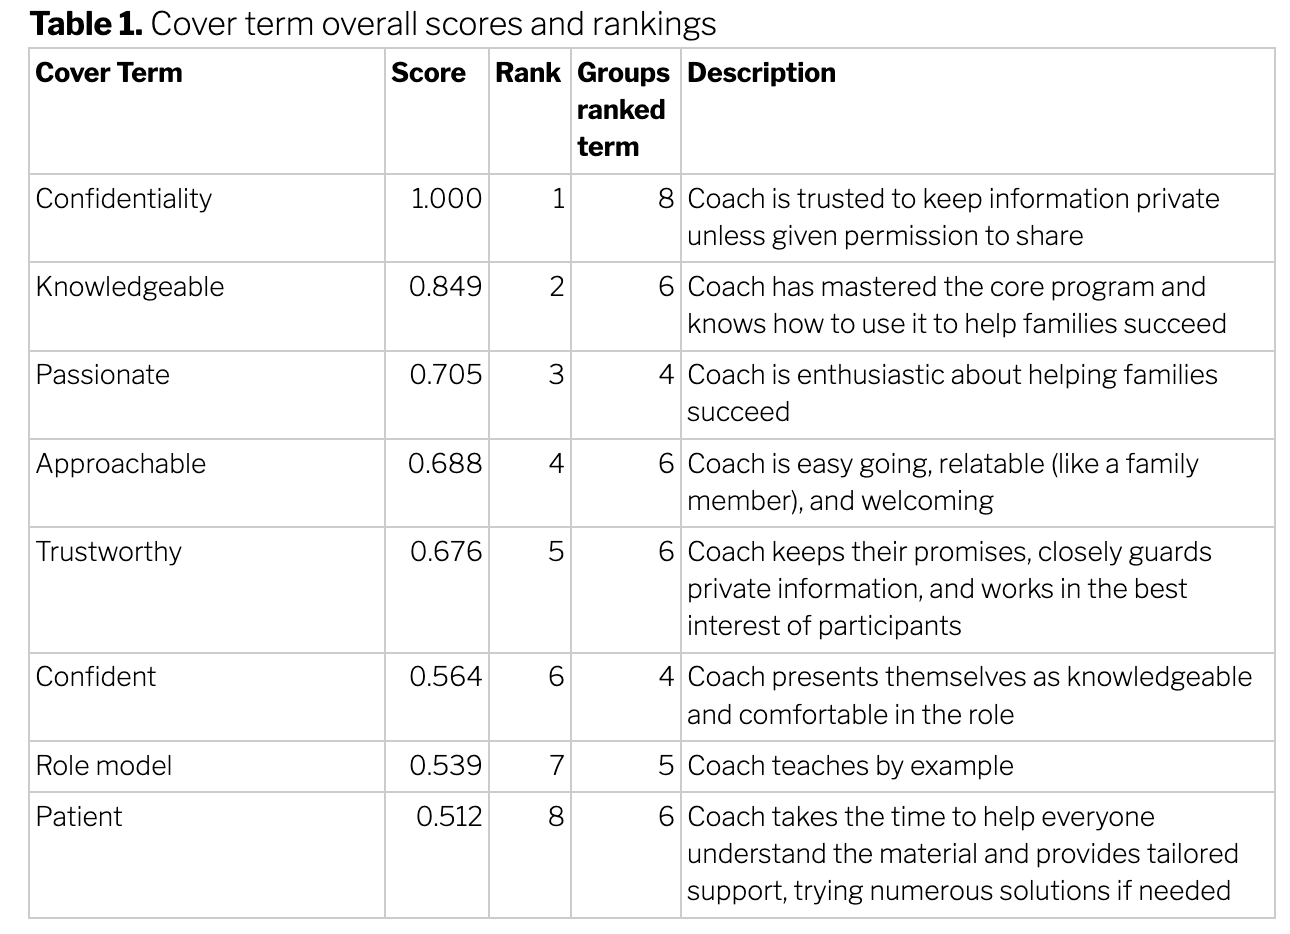 Table 1. Cover term overall scores and rankings
Cover Term Score Rank Groups ranked term Description
Confidentiality 1.000 1 8 Coach is trusted to keep information private
unless given permission to share
Knowledgeable 0.849 2 6 Coach has mastered the core program and
knows how to use it to help families succeed
Passionate 0.705 3 4 Coach is enthusiastic about helping families
succeed
Approachable 0.688 4 6 Coach is easy going, relatable (like a family
member), and welcoming
Trustworthy 0.676 5 6 Coach keeps their promises, closely guards
private information, and works in the best
interest of participants
Confident 0.564 6 4 Coach presents themselves as knowledgeable
and comfortable in the role
Role model 0.539 7 5 Coach teaches by example
Patient 0.512 8 6 Coach takes the time to help everyone
understand the material and provides tailored
support, trying numerous solutions if needed